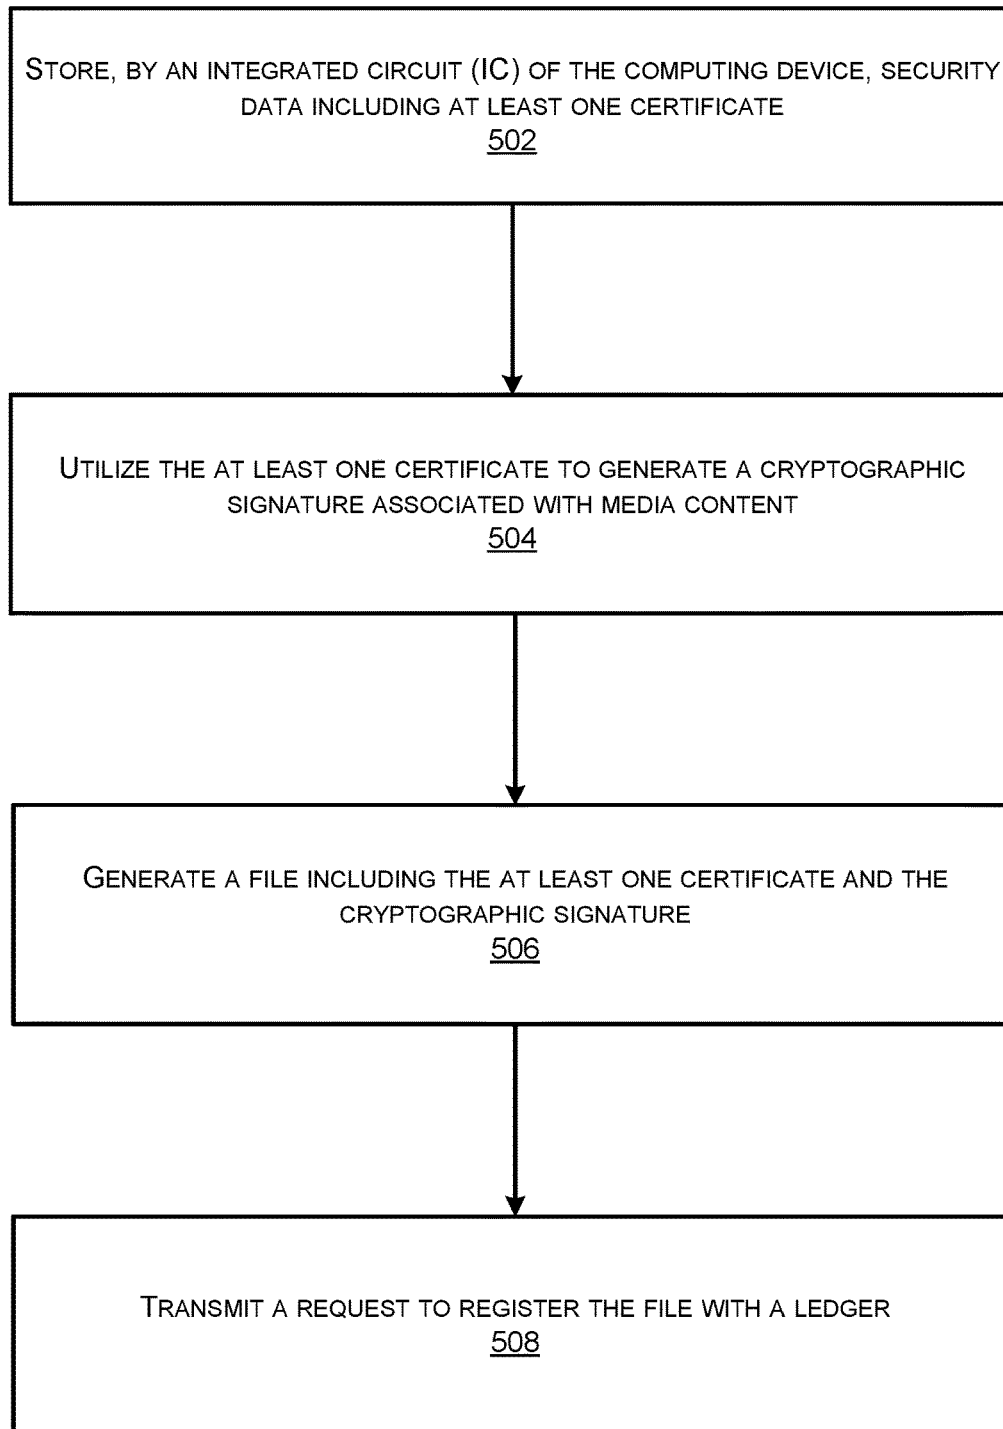 STORE, BY AN INTEGRATED CIRCUIT (IC) OF THE COMPUTING DEVICE, SECURITY
DATA INCLUDING AT LEAST ONE CERTIFICATE
502
UTILIZE THE AT LEAST ONE CERTIFICATE TO GENERATE A CRYPTOGRAPHIC
SIGNATURE ASSOCIATED WITH MEDIA CONTENT
504
GENERATE A FILE INCLUDING THE AT LEAST ONE CERTIFICATE AND THE
CRYPTOGRAPHIC SIGNATURE
506
TRANSMIT A REQUEST TO REGISTER THE FILE WITH A LEDGER
508